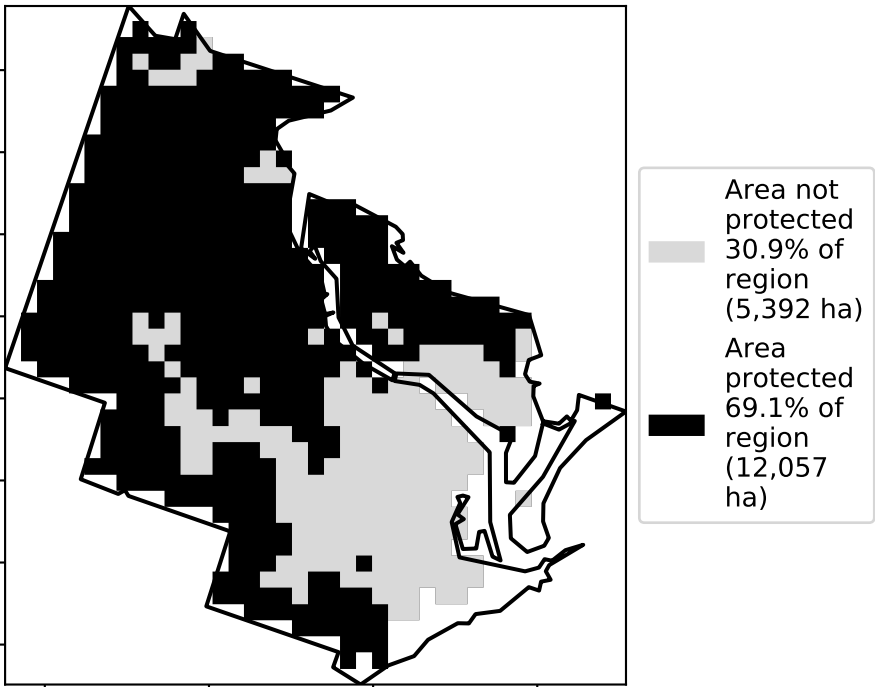 Area not
protected
30.9% of
region
(5,392 ha)
Area
protected
69.1% of
region
(12,057
ha)